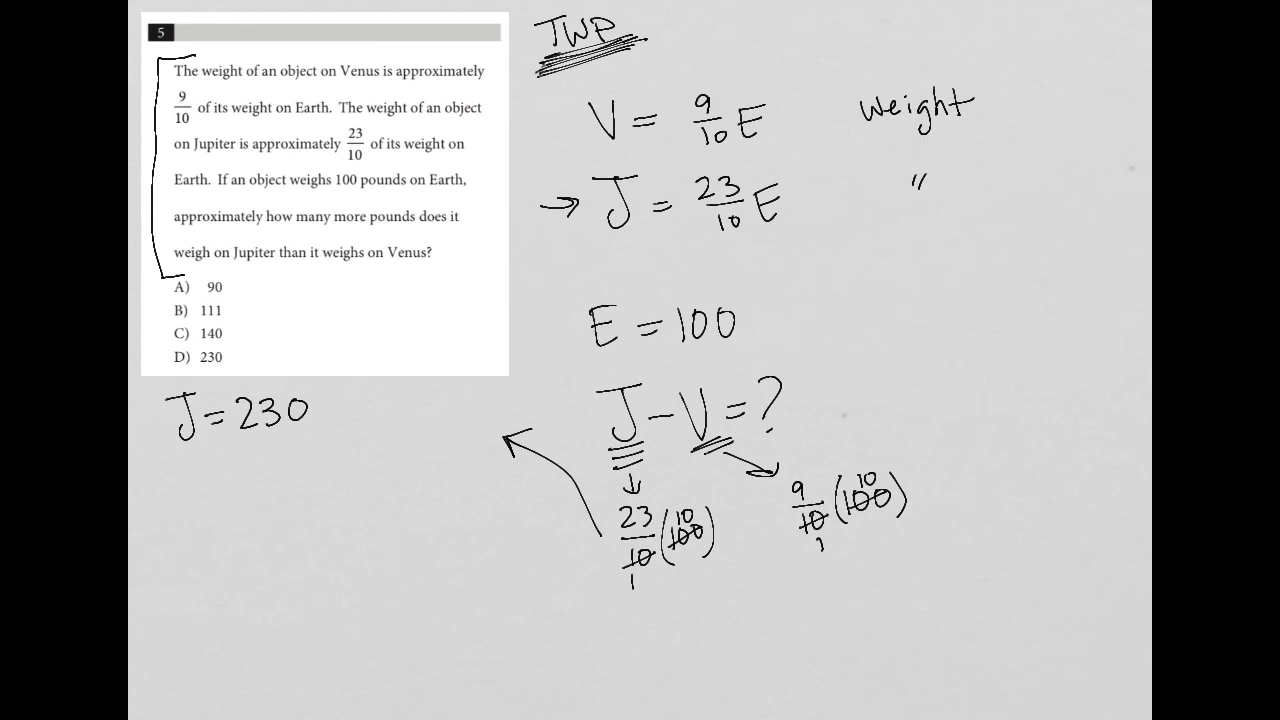 5
The weight of an object on Venus is approximately
9/10 of its weight on Earth. The weight of an object
on Jupiter is approximately 23/10 of its weight on
Earth. If an object weighs 100 pounds on Earth,
approximately how many more pounds does it
weigh on Jupiter than it weighs on Venus?
A) 90
B) 111
C) 140
D) 230
J = 230
TWP
V = 9/10 E weight
→ J = 23/10 E "
E = 100
J - V = ?
23/10 (100) 10 1
9/10 (100) 10 1